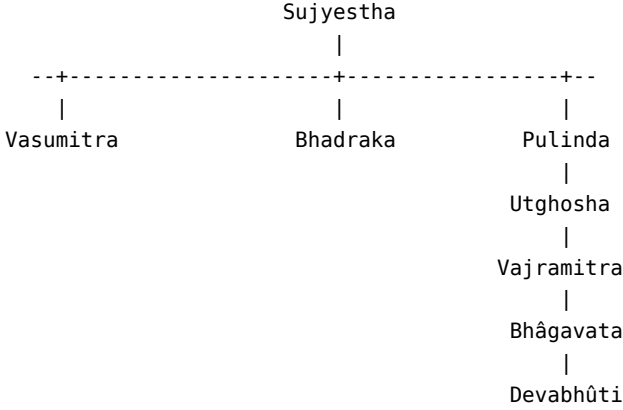 Sujyestha
|
--+---------------------+-----------------+--
| | |
Vasumitra Bhadraka Pulinda
|
Utghosha
|
Vajramitra
|
Bhâgavata
|
Devabhûti